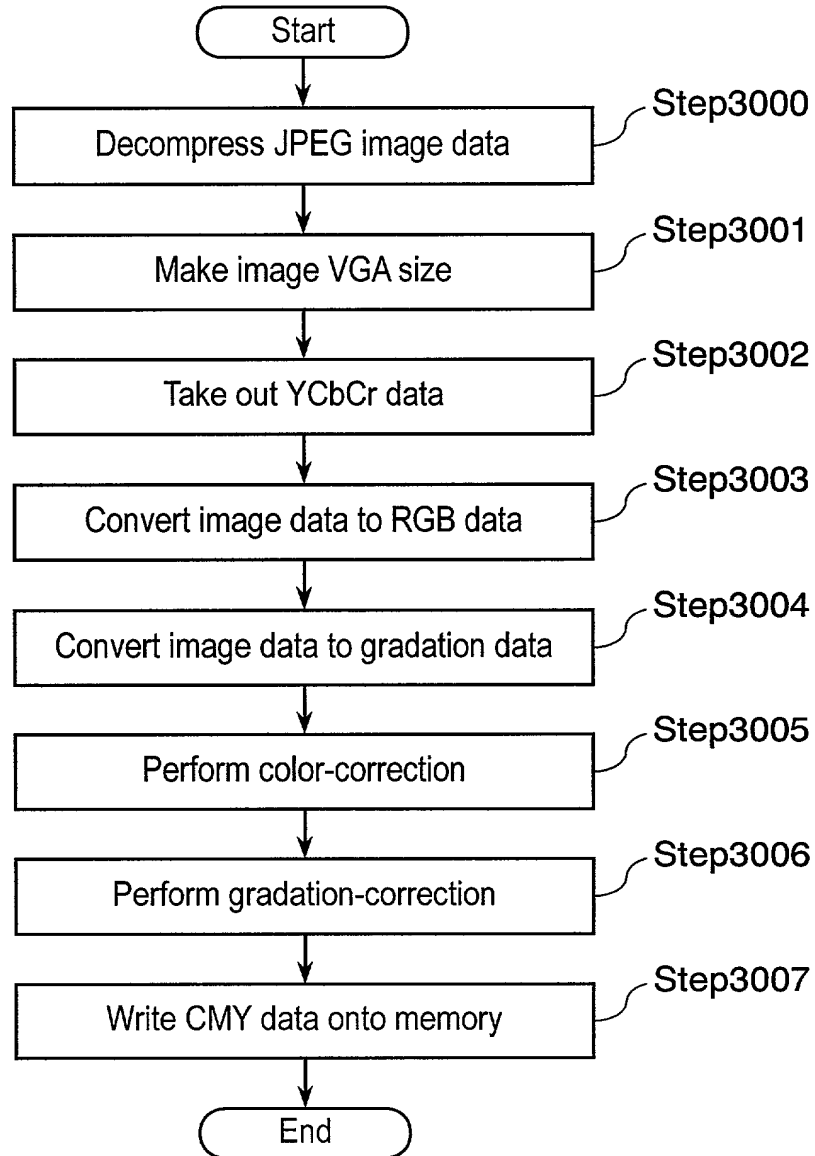 Start
Step3000
Decompress JPEG image data
Step3001
Make image VGA size
Step3002
Take out YCbCr data
Step3003
Convert image data to RGB data
Step3004
Convert image data to gradation data
Step3005
Perform color-correction
Step3006
Perform gradation-correction
Step3007
Write CMY data onto memory
End